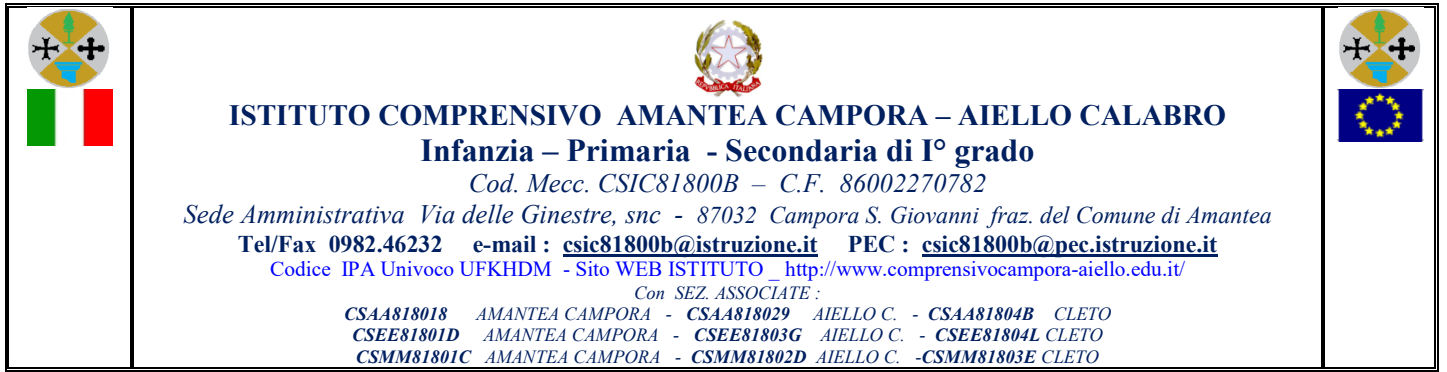 REPVBBLICA ITALIANA
ISTITUTO COMPRENSIVO AMANTEA CAMPORA – AIELLO CALABRO
Infanzia – Primaria - Secondaria di I° grado
Cod. Mecc. CSIC81800B – C.F. 86002270782
Sede Amministrativa Via delle Ginestre, snc - 87032 Campora S. Giovanni fraz. del Comune di Amantea
Tel/Fax 0982.46232 e-mail : csic81800b@istruzione.it PEC : csic81800b@pec.istruzione.it
Codice IPA Univoco UFKHDM - Sito WEB ISTITUTO _ http://www.comprensivocampora-aiello.edu.it/
Con SEZ. ASSOCIATE :
CSAA818018 AMANTEA CAMPORA - CSAA818029 AIELLO C. - CSAA81804B CLETO
CSEE81801D AMANTEA CAMPORA - CSEE81803G AIELLO C. - CSEE81804L CLETO
CSMM81801C AMANTEA CAMPORA - CSMM81802D AIELLO C. -CSMM81803E CLETO